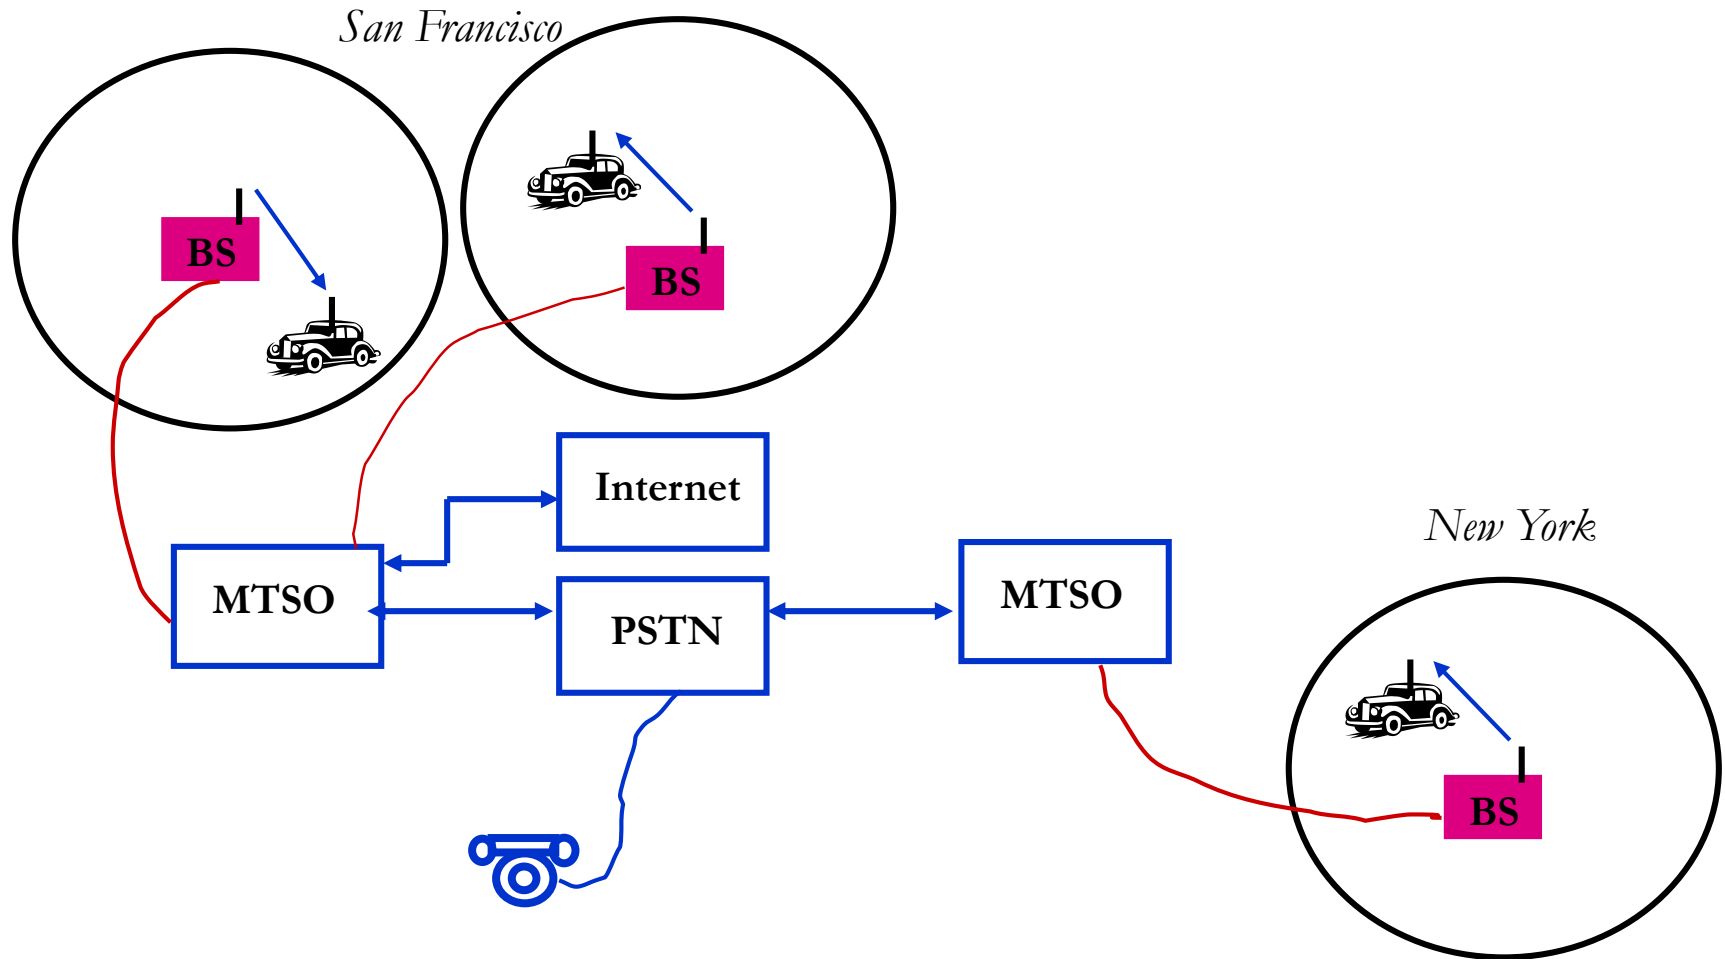 San Francisco
BS
BS
Internet
MTSO
PSTN
MTSO
New York
BS